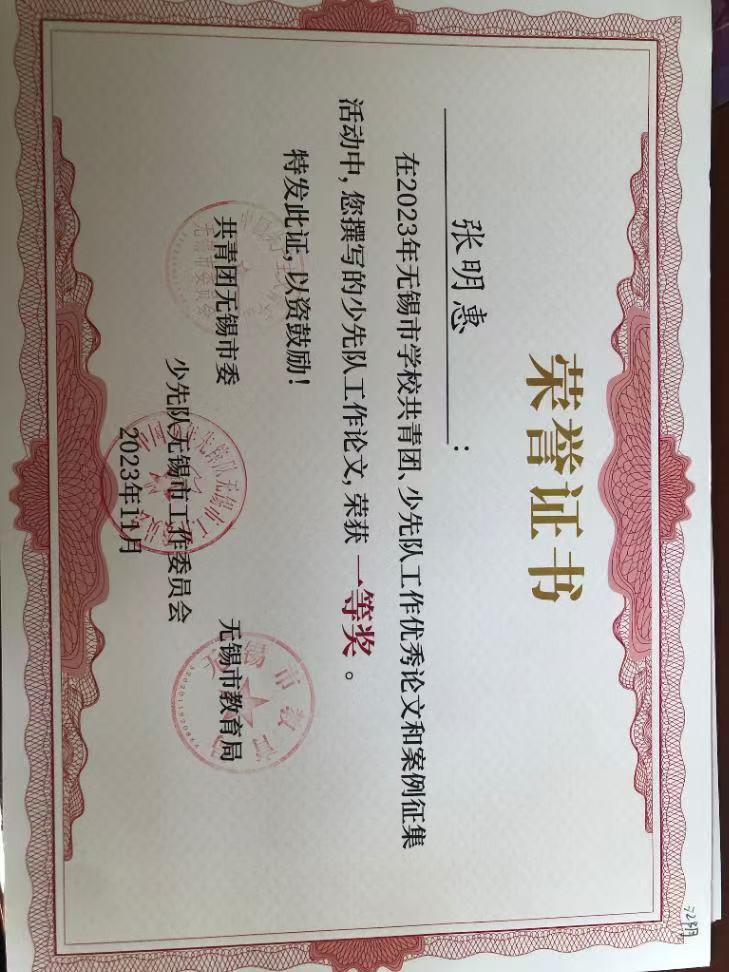 荣誉证书
张明惠：
在2023年无锡市学校共青团、少先队工作优秀论文和案例征集
活动中，您撰写的少先队工作论文，荣获一等奖。
特发此证，以资鼓励！
共青团无锡市委 无锡市教育局
少先队无锡市工作委员会
2023年11月